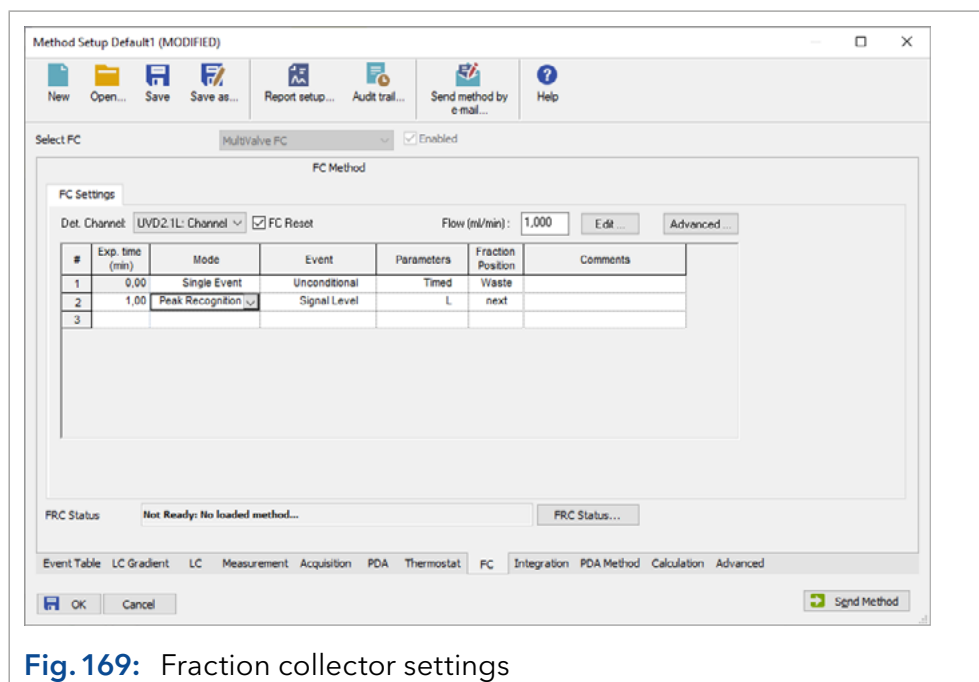 Method Setup Default1 (MODIFIED)
New Open... Save Save as... Report setup... Audit trail... Send method by e-mail... Help
Select FC MultiValve FC Enabled
FC Method
FC Settings
Det. Channel: UVD2.1L: Channel FC Reset Flow (ml/min) : 1,000 Edit ... Advanced ...
# Exp. time (min) Mode Event Parameters Fraction Position Comments
1 0,00 Single Event Unconditional Timed Waste
2 1,00 Peak Recognition Signal Level L next
3
FRC Status Not Ready: No loaded method... FRC Status...
Event Table LC Gradient LC Measurement Acquisition PDA Thermostat FC Integration PDA Method Calculation Advanced
OK Cancel Send Method
Fig. 169: Fraction collector settings